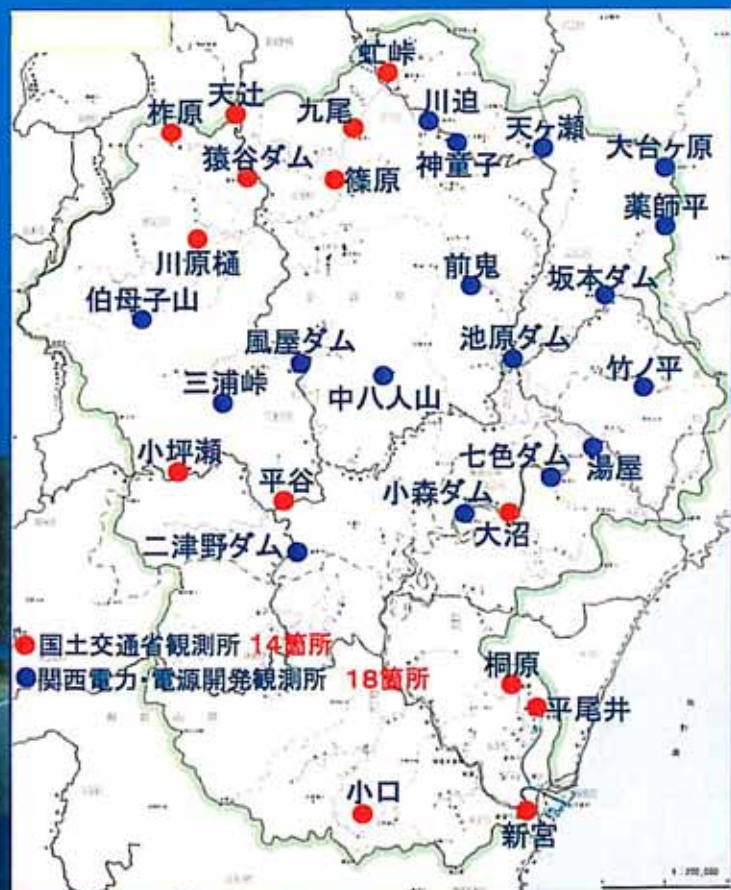 虹峠
天辻
九尾
川迫
柞原
天ヶ瀬
神童子
大台ヶ原
猿谷ダム
篠原
薬師平
川原樋
前鬼
坂本ダム
伯母子山
風屋ダム
池原ダム
竹ノ平
三浦峠
中八人山
小坪瀬
平谷
七色ダム
湯屋
小森ダム
大沼
二津野ダム
国土交通省観測所 14箇所
関西電力・電源開発観測所 18箇所
桐原
平尾井
小口
新宮